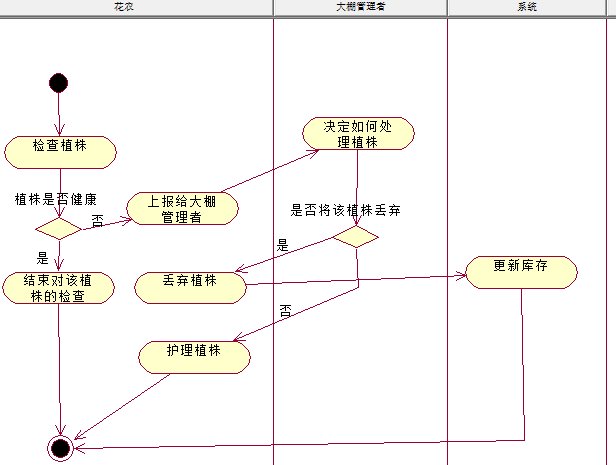 花农
大棚管理者
系统
决定如何处
理植株
检查植株
植株是否健康
否
上报给大棚
管理者
是否将该植株丢弃
是
是
结束对该植
株的检查
丢弃植株
更新库存
否
护理植株